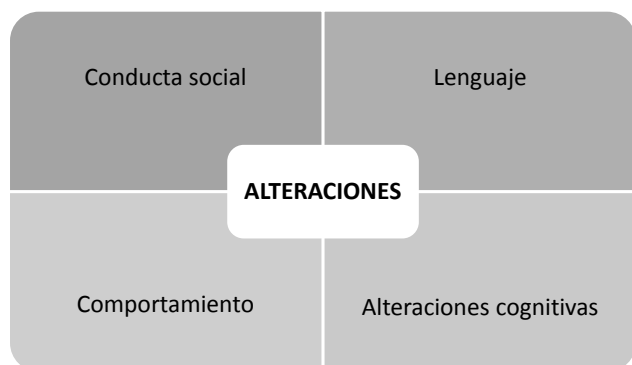 Conducta social
Lenguaje
ALTERACIONES
Comportamiento
Alteraciones cognitivas